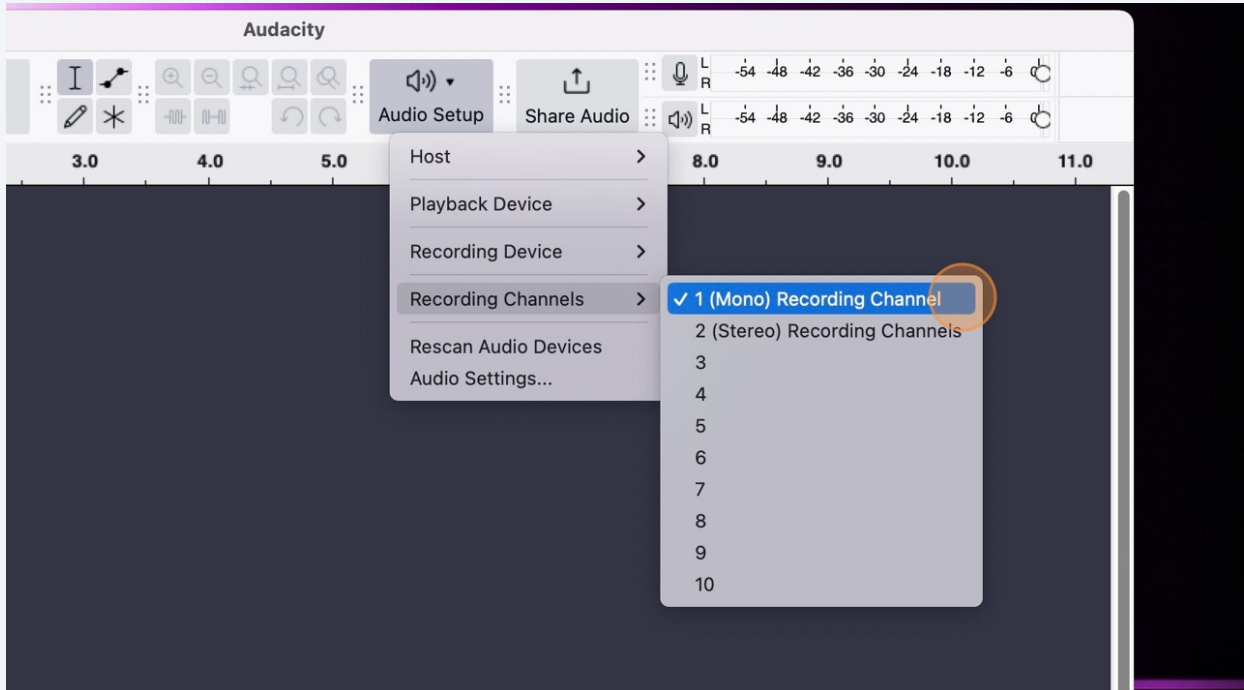 Audacity
L
R
-54 -48 -42 -36 -30 -24 -18 -12 -6
Audio Setup
Share Audio
L
R
-54 -48 -42 -36 -30 -24 -18 -12 -6
3.0 4.0 5.0 8.0 9.0 10.0 11.0
Host
Playback Device
Recording Device
Recording Channels
Rescan Audio Devices
Audio Settings...
✓ 1 (Mono) Recording Channel
2 (Stereo) Recording Channels
3
4
5
6
7
8
9
10